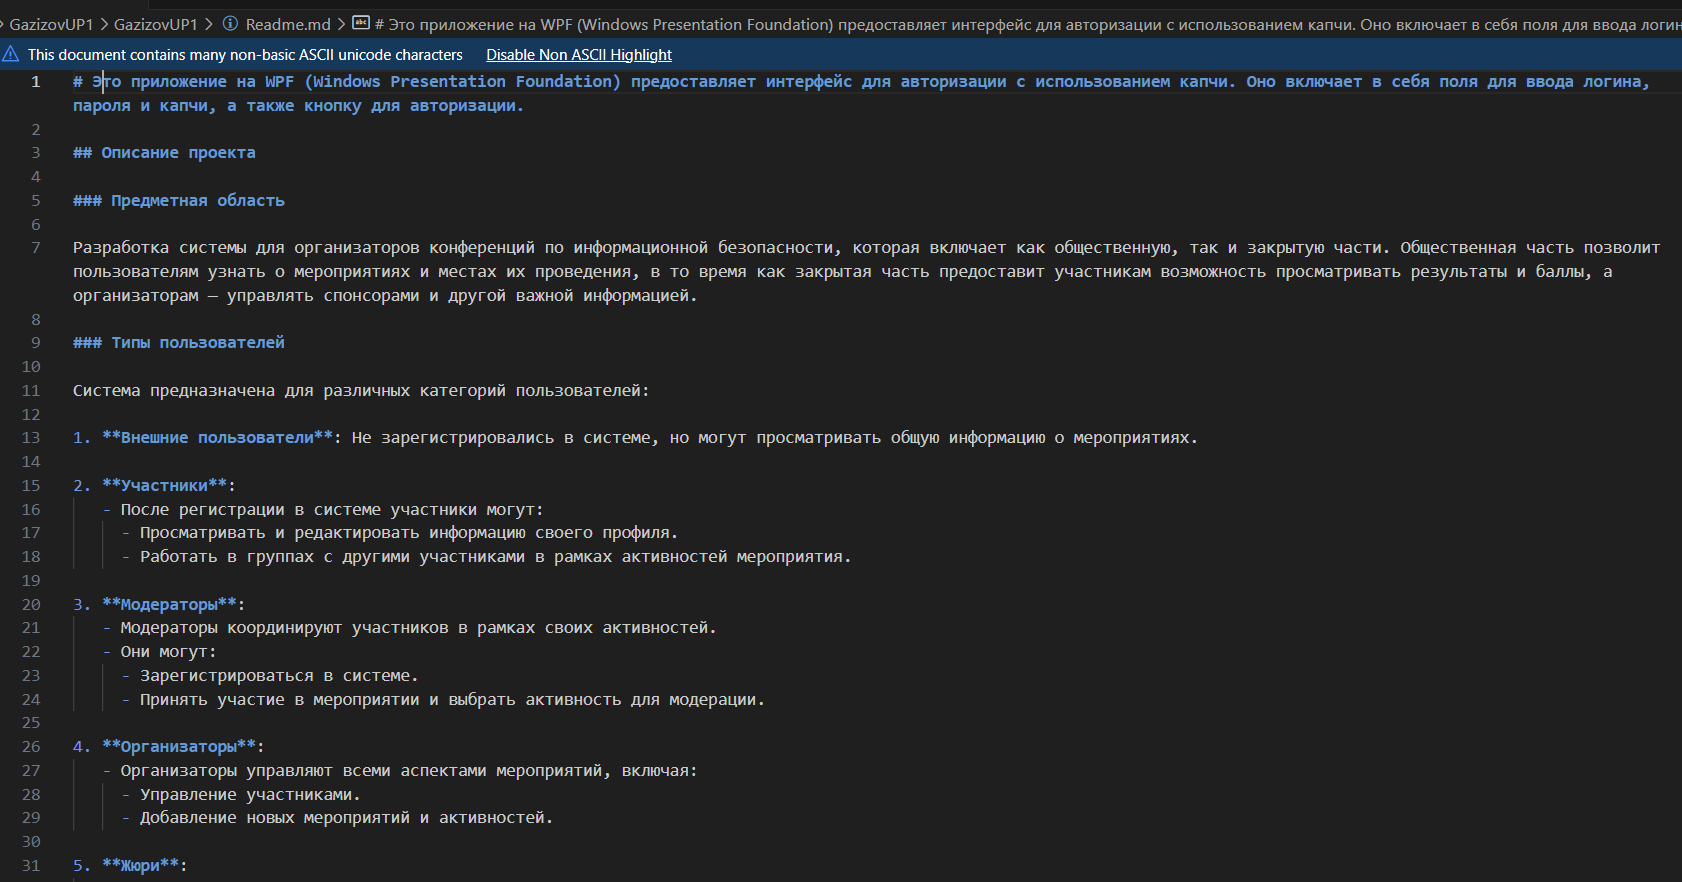 GazizovUP1 > GazizovUP1 > Readme.md > # Это приложение на WPF (Windows Presentation Foundation) предоставляет интерфейс для авторизации с использованием капчи. Оно включает в себя поля для ввода логин
This document contains many non-basic ASCII unicode characters Disable Non ASCII Highlight
1 # Это приложение на WPF (Windows Presentation Foundation) предоставляет интерфейс для авторизации с использованием капчи. Оно включает в себя поля для ввода логина,
пароля и капчи, а также кнопку для авторизации.
2
3 ## Описание проекта
4
5 ### Предметная область
6
7 Разработка системы для организаторов конференций по информационной безопасности, которая включает как общественную, так и закрытую части. Общественная часть позволит
пользователям узнать о мероприятиях и местах их проведения, в то время как закрытая часть предоставит участникам возможность просматривать результаты и баллы, а
организаторам — управлять спонсорами и другой важной информацией.
8
9 ### Типы пользователей
10
11 Система предназначена для различных категорий пользователей:
12
13 1. **Внешние пользователи**: Не зарегистрировались в системе, но могут просматривать общую информацию о мероприятиях.
14
15 2. **Участники**:
16 - После регистрации в системе участники могут:
17 - Просматривать и редактировать информацию своего профиля.
18 - Работать в группах с другими участниками в рамках активностей мероприятия.
19
20 3. **Модераторы**:
21 - Модераторы координируют участников в рамках своих активностей.
22 - Они могут:
23 - Зарегистрироваться в системе.
24 - Принять участие в мероприятии и выбрать активность для модерации.
25
26 4. **Организаторы**:
27 - Организаторы управляют всеми аспектами мероприятий, включая:
28 - Управление участниками.
29 - Добавление новых мероприятий и активностей.
30
31 5. **Жюри**: